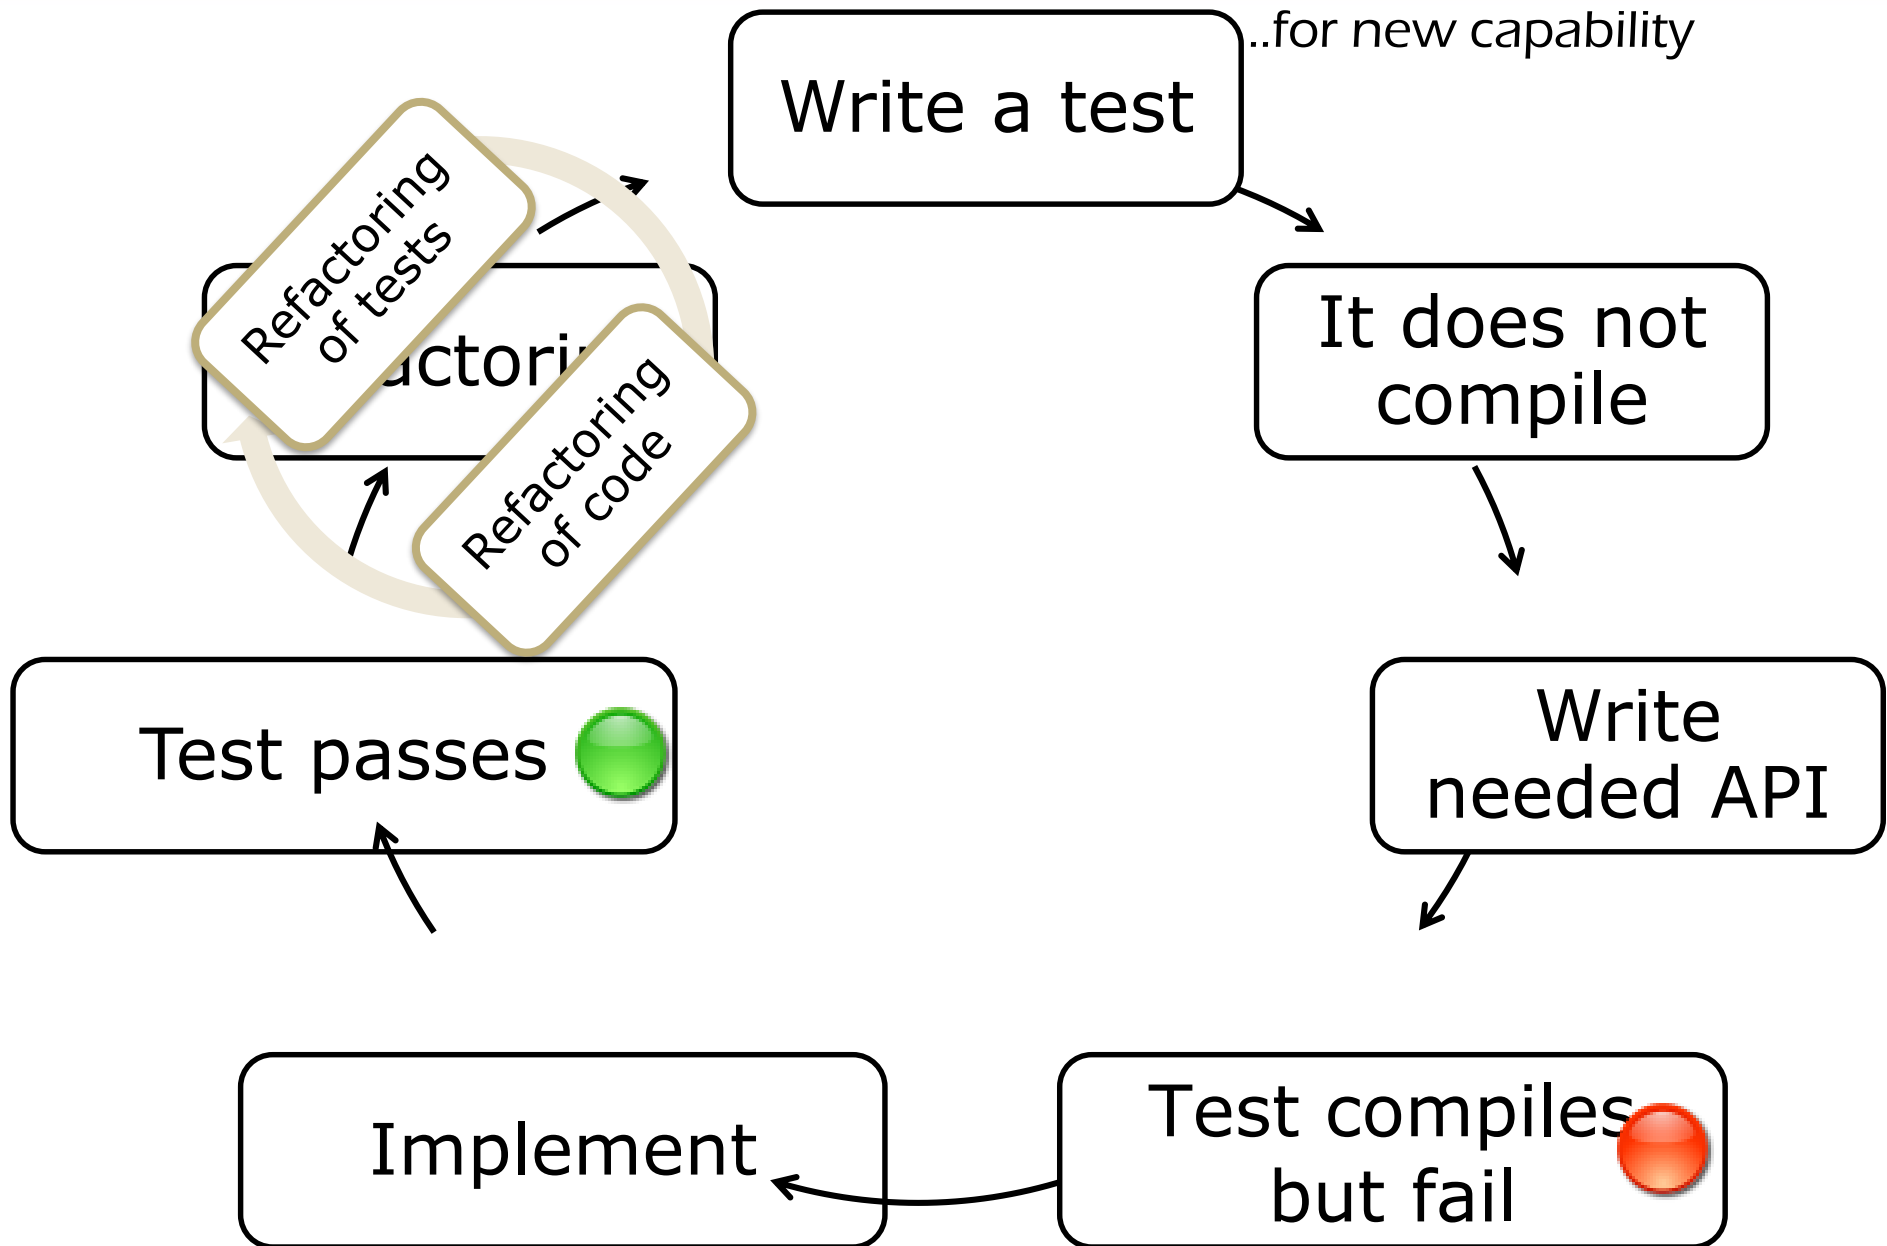 Write a test
..for new capability
It does not
compile
Write
needed API
Test compiles
but fail
Implement
Test passes
Refactoring
of tests
Refactoring
of code